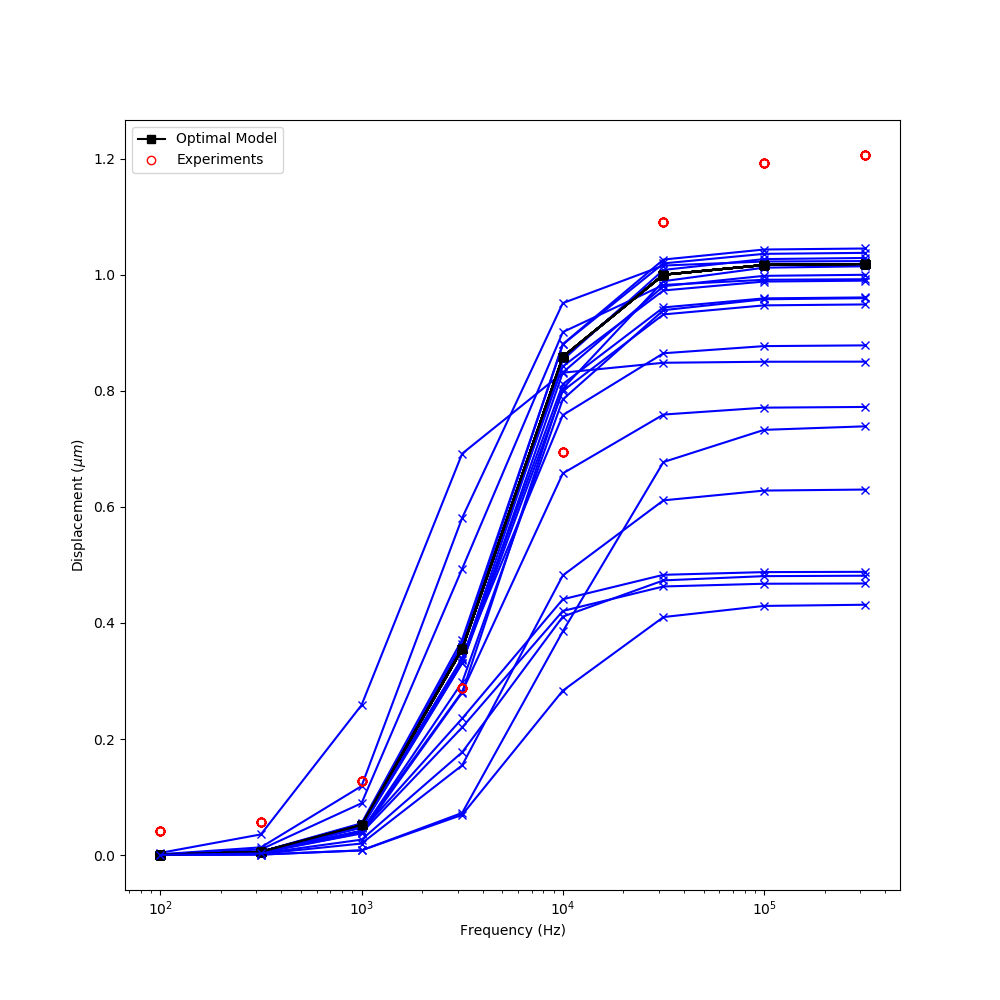 Optimal Model
Experiments
1.2
1.0
0.8
0.6
0.4
0.2
0.0
Displacement (μm)
10² 10³ 10⁴ 10⁵
Frequency (Hz)